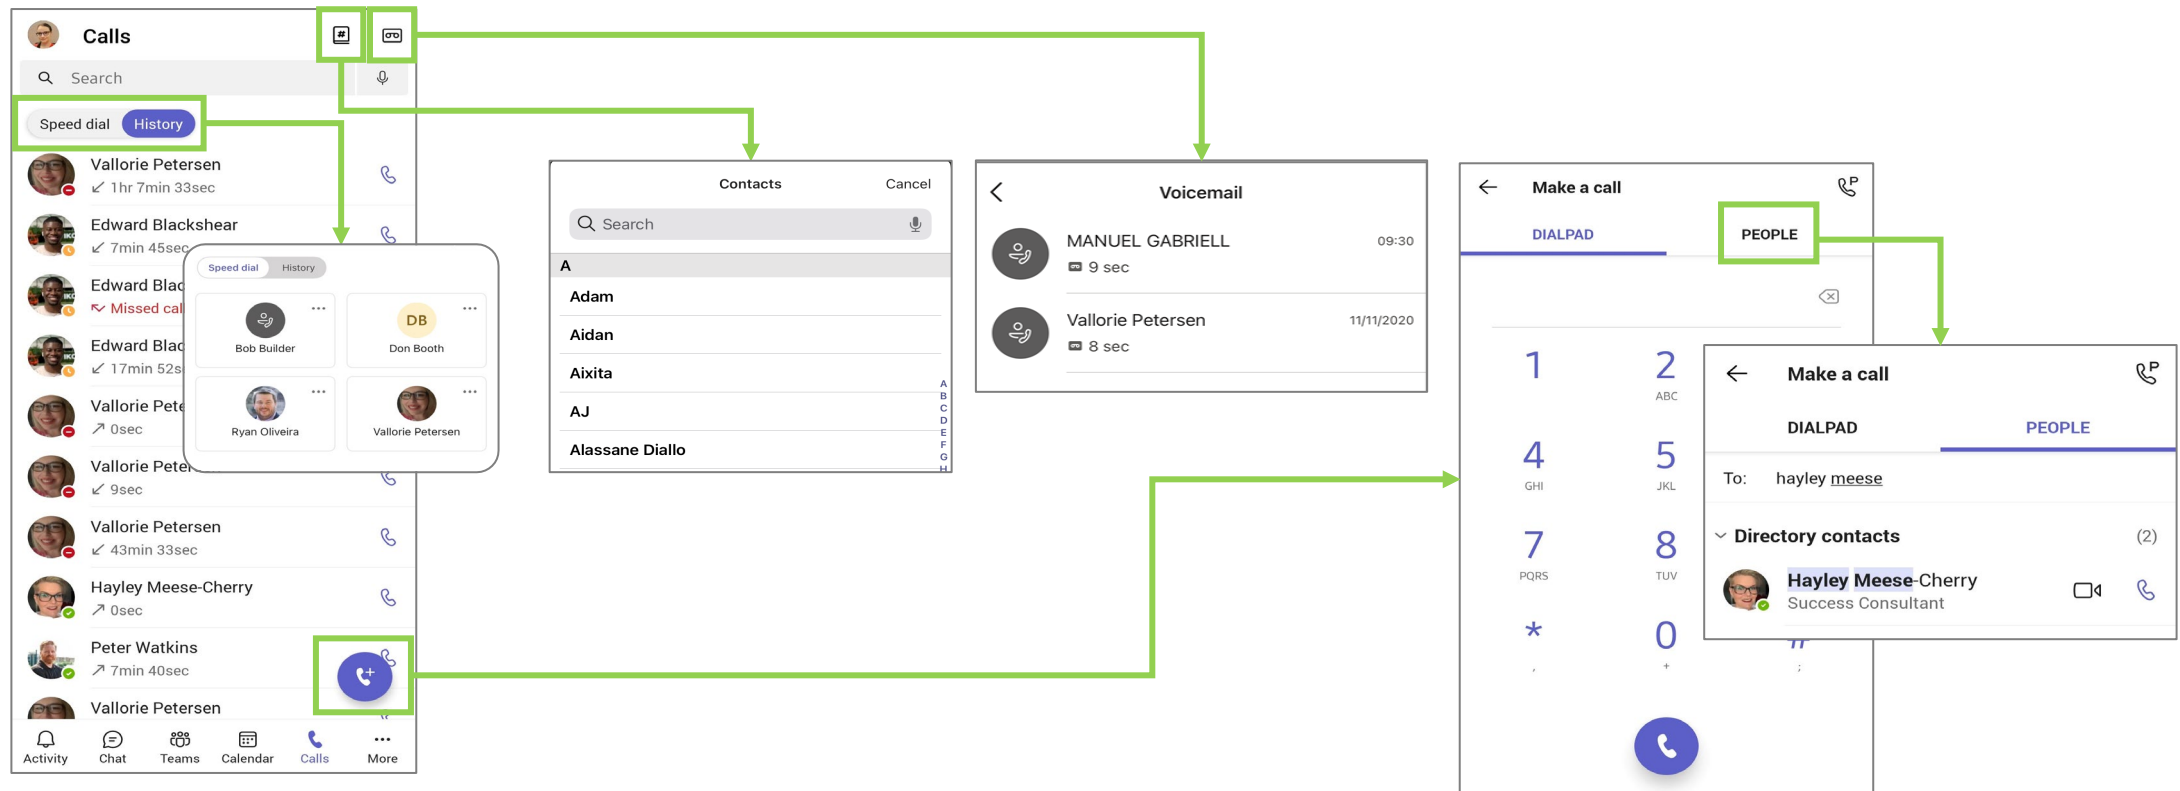 Calls
Search
Speed dial
History
Vallorie Petersen
1hr 7min 33sec
Edward Blackshear
7min 45sec
Edward Blac
Missed cal
Edward Blac
17min 52s
Vallorie Pete
0sec
Vallorie Peter
9sec
Vallorie Petersen
43min 33sec
Hayley Meese-Cherry
0sec
Peter Watkins
7min 40sec
Vallorie Petersen
Activity
Chat
Teams
Calendar
Calls
More
Speed dial
History
Bob Builder
DB
Don Booth
Ryan Oliveira
Vallorie Petersen
Contacts
Cancel
Search
A
Adam
Aidan
Aixita
AJ
Alassane Diallo
A
B
C
D
E
F
G
H
Voicemail
MANUEL GABRIELL
09:30
9 sec
Vallorie Petersen
11/11/2020
8 sec
Make a call
P
DIALPAD
PEOPLE
1
2
ABC
4
GHI
5
JKL
7
PQRS
8
TUV
*
,
0
+
#
;
Make a call
P
DIALPAD
PEOPLE
To: hayley meese
Directory contacts
(2)
Hayley Meese-Cherry
Success Consultant